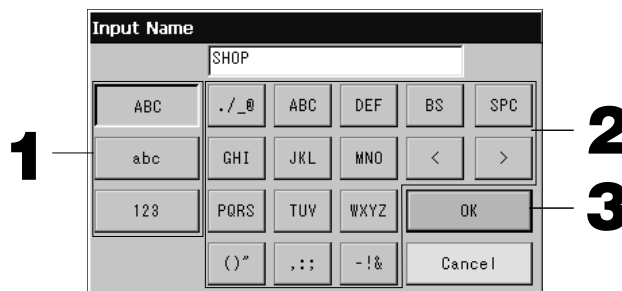 Input Name
SHOP
ABC ./_@ ABC DEF BS SPC
1 abc GHI JKL MNO < > 2
123 PQRS TUV WXYZ OK 3
()" ,:; -!& Cancel